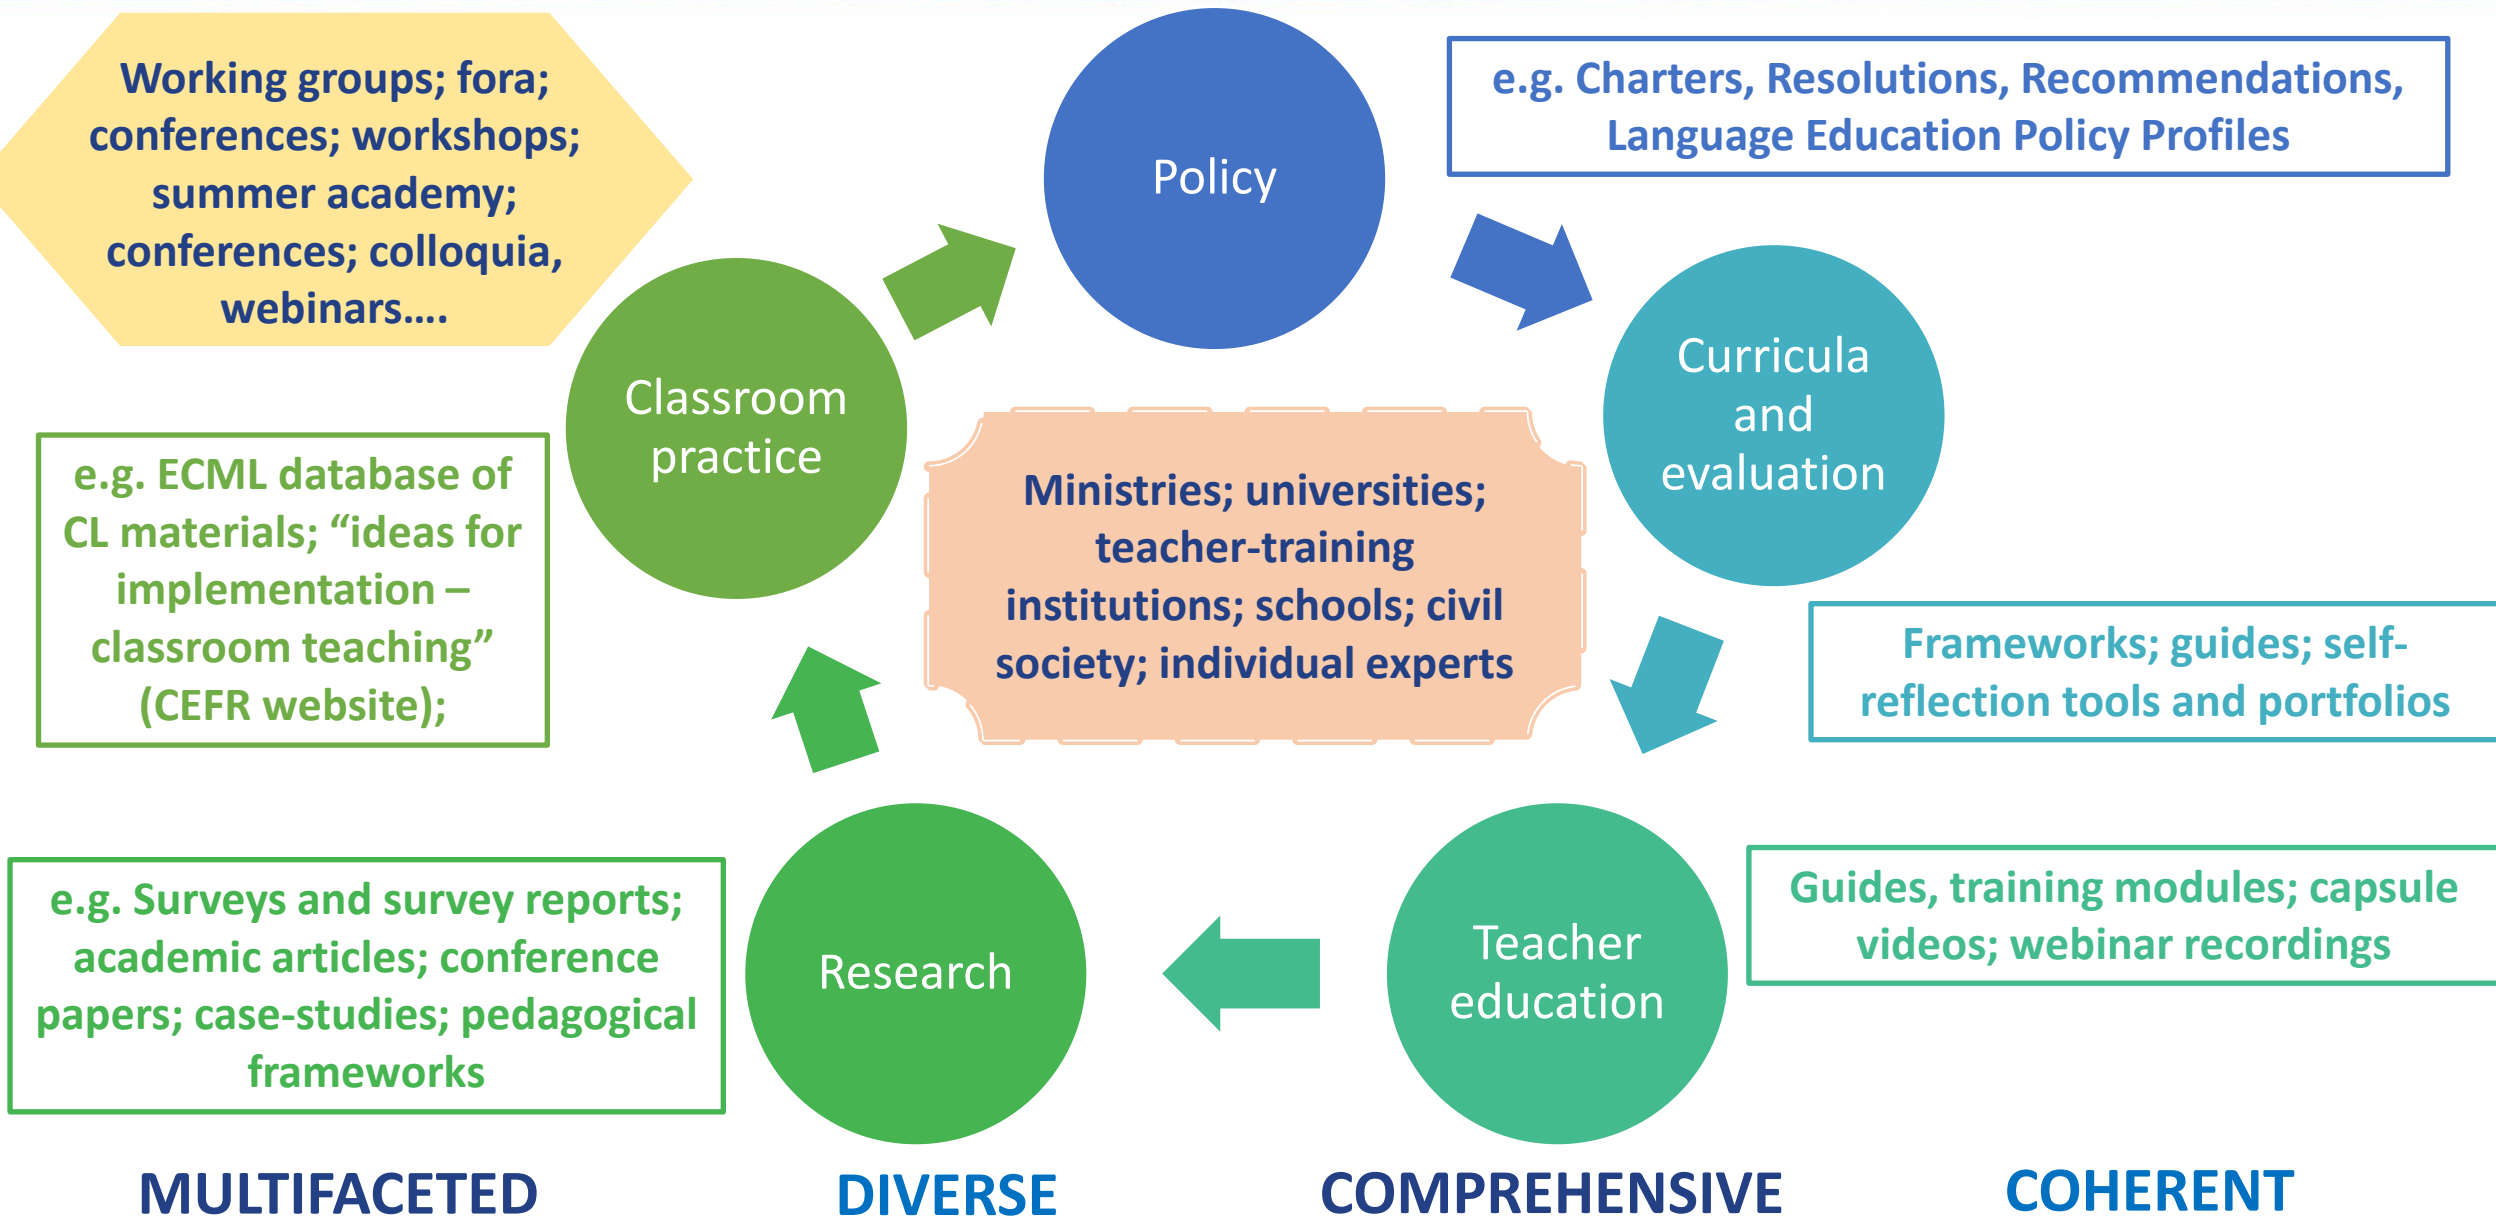 Working groups; fora;
conferences; workshops;
summer academy;
conferences; colloquia,
webinars....
Policy
e.g. Charters, Resolutions, Recommendations,
Language Education Policy Profiles
Classroom
practice
Curricula
and
evaluation
e.g. ECML database of
CL materials; “ideas for
implementation –
classroom teaching”
(CEFR website);
Ministries; universities;
teacher-training
institutions; schools; civil
society; individual experts
Frameworks; guides; self-
reflection tools and portfolios
e.g. Surveys and survey reports;
academic articles; conference
papers; case-studies; pedagogical
frameworks
Research
Teacher
education
Guides, training modules; capsule
videos; webinar recordings
MULTIFACETED
DIVERSE
COMPREHENSIVE
COHERENT